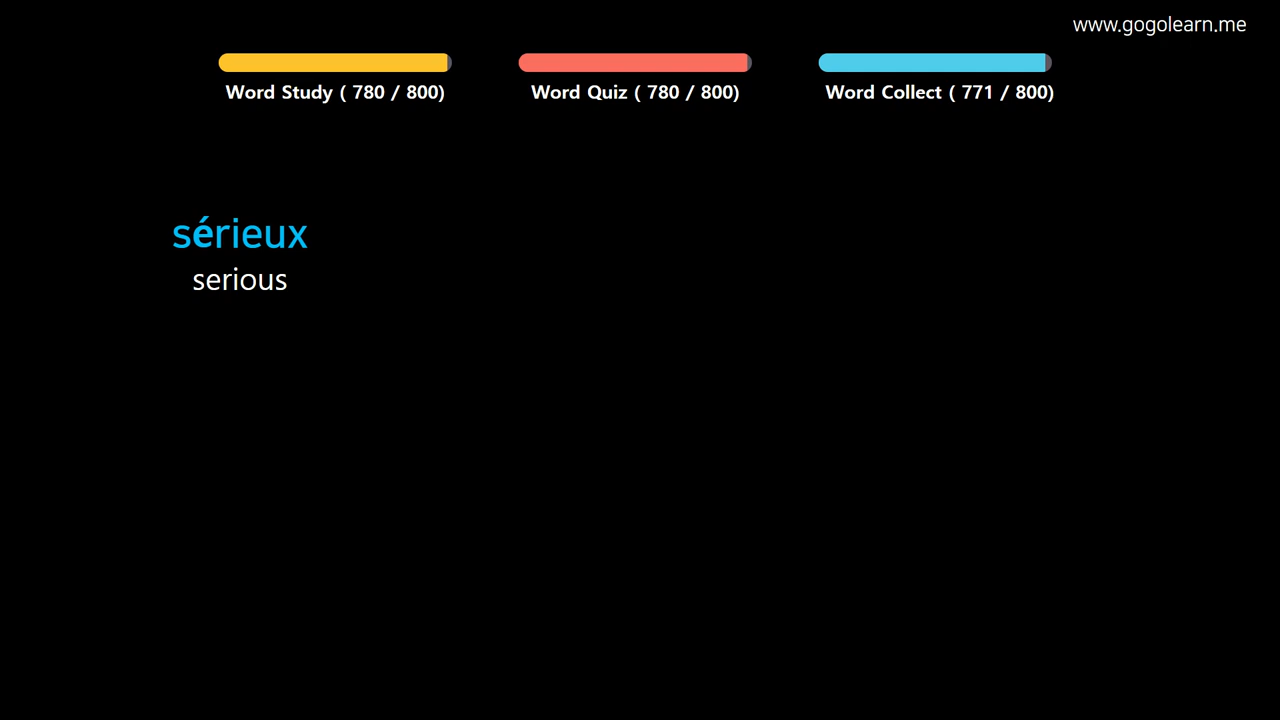 www.gogolearn.me
Word Study ( 780 / 800)
Word Quiz ( 780 / 800)
Word Collect ( 771 / 800)
sérieux
serious